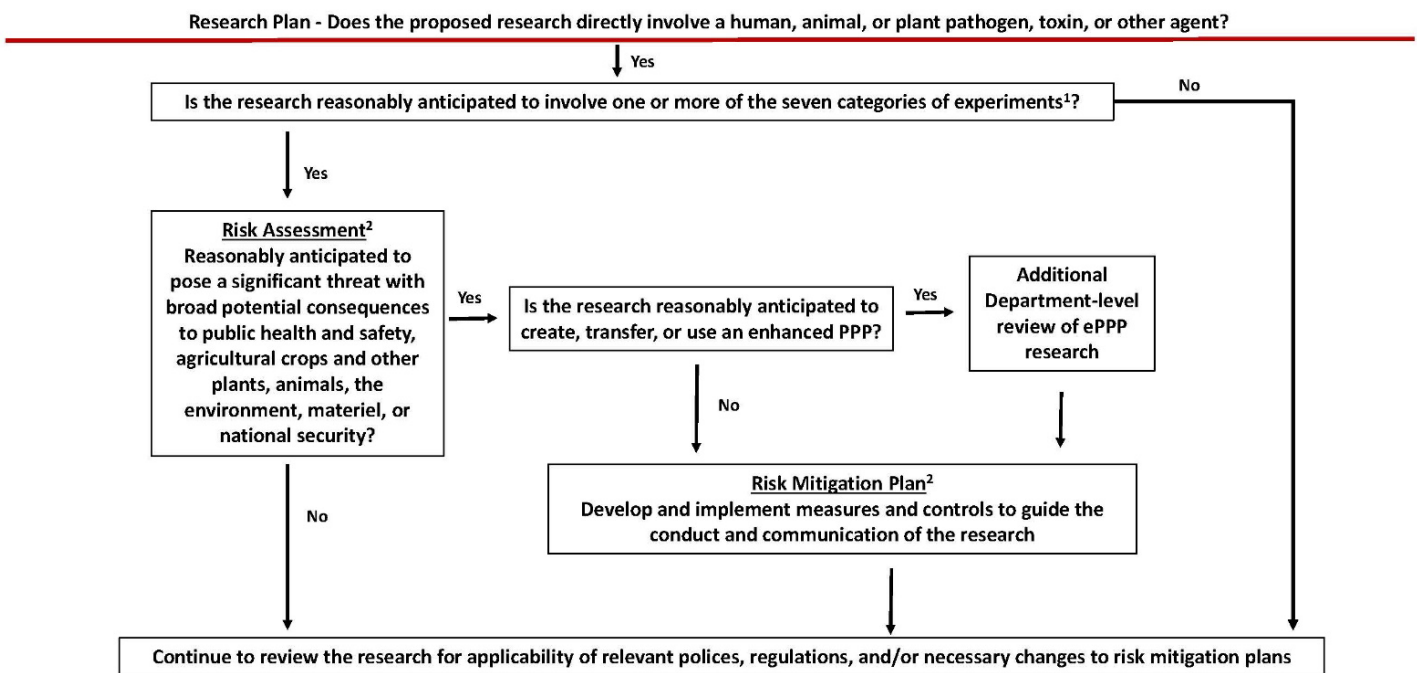 Research Plan - Does the proposed research directly involve a human, animal, or plant pathogen, toxin, or other agent?
Yes
Is the research reasonably anticipated to involve one or more of the seven categories of experiments¹?
No
Yes
Risk Assessment²
Reasonably anticipated to
pose a significant threat with
broad potential consequences
to public health and safety,
agricultural crops and other
plants, animals, the
environment, materiel, or
national security?
Yes
Is the research reasonably anticipated to
create, transfer, or use an enhanced PPP?
Yes
Additional
Department-level
review of ePPP
research
No
Risk Mitigation Plan²
Develop and implement measures and controls to guide the
conduct and communication of the research
No
Continue to review the research for applicability of relevant polices, regulations, and/or necessary changes to risk mitigation plans